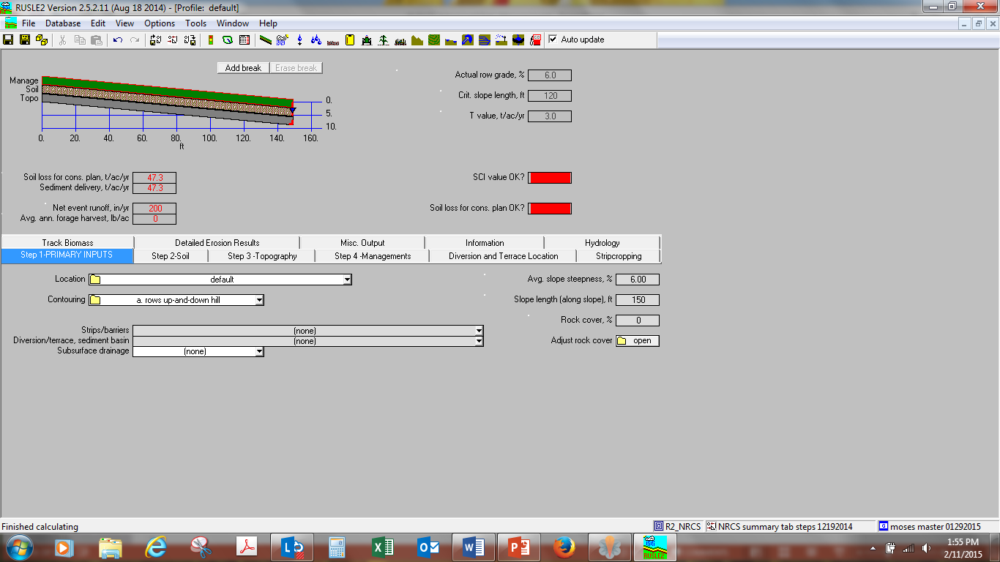 RUSLE2 Version 2.5.2.11 (Aug 18 2014) - [Profile: default]
File Database Edit View Options Tools Window Help
Auto update
Add break Erase break
Manage
Soil
Topo
0.
5.
10.
0. 20. 40. 60. 80. 100. 120. 140. 160.
ft
Actual row grade, % 6.0
Crit. slope length, ft 120
T value, t/ac/yr 3.0
Soil loss for cons. plan, t/ac/yr 47.3
Sediment delivery, t/ac/yr 47.3
Net event runoff, in/yr 200
Avg. ann. forage harvest, lb/ac 0
SCI value OK?
Soil loss for cons. plan OK?
Track Biomass Detailed Erosion Results Misc. Output Information Hydrology
Step 1-PRIMARY INPUTS Step 2-Soil Step 3 -Topography Step 4 -Managements Diversion and Terrace Location Stripcropping
Location default
Contouring a. rows up-and-down hill
Strips/barriers (none)
Diversion/terrace, sediment basin (none)
Subsurface drainage (none)
Avg. slope steepness, % 6.00
Slope length (along slope), ft 150
Rock cover, % 0
Adjust rock cover open
Finished calculating R2_NRCS NRCS summary tab steps 12192014 moses master 01292015
RUSLE2
1:55 PM
2/11/2015